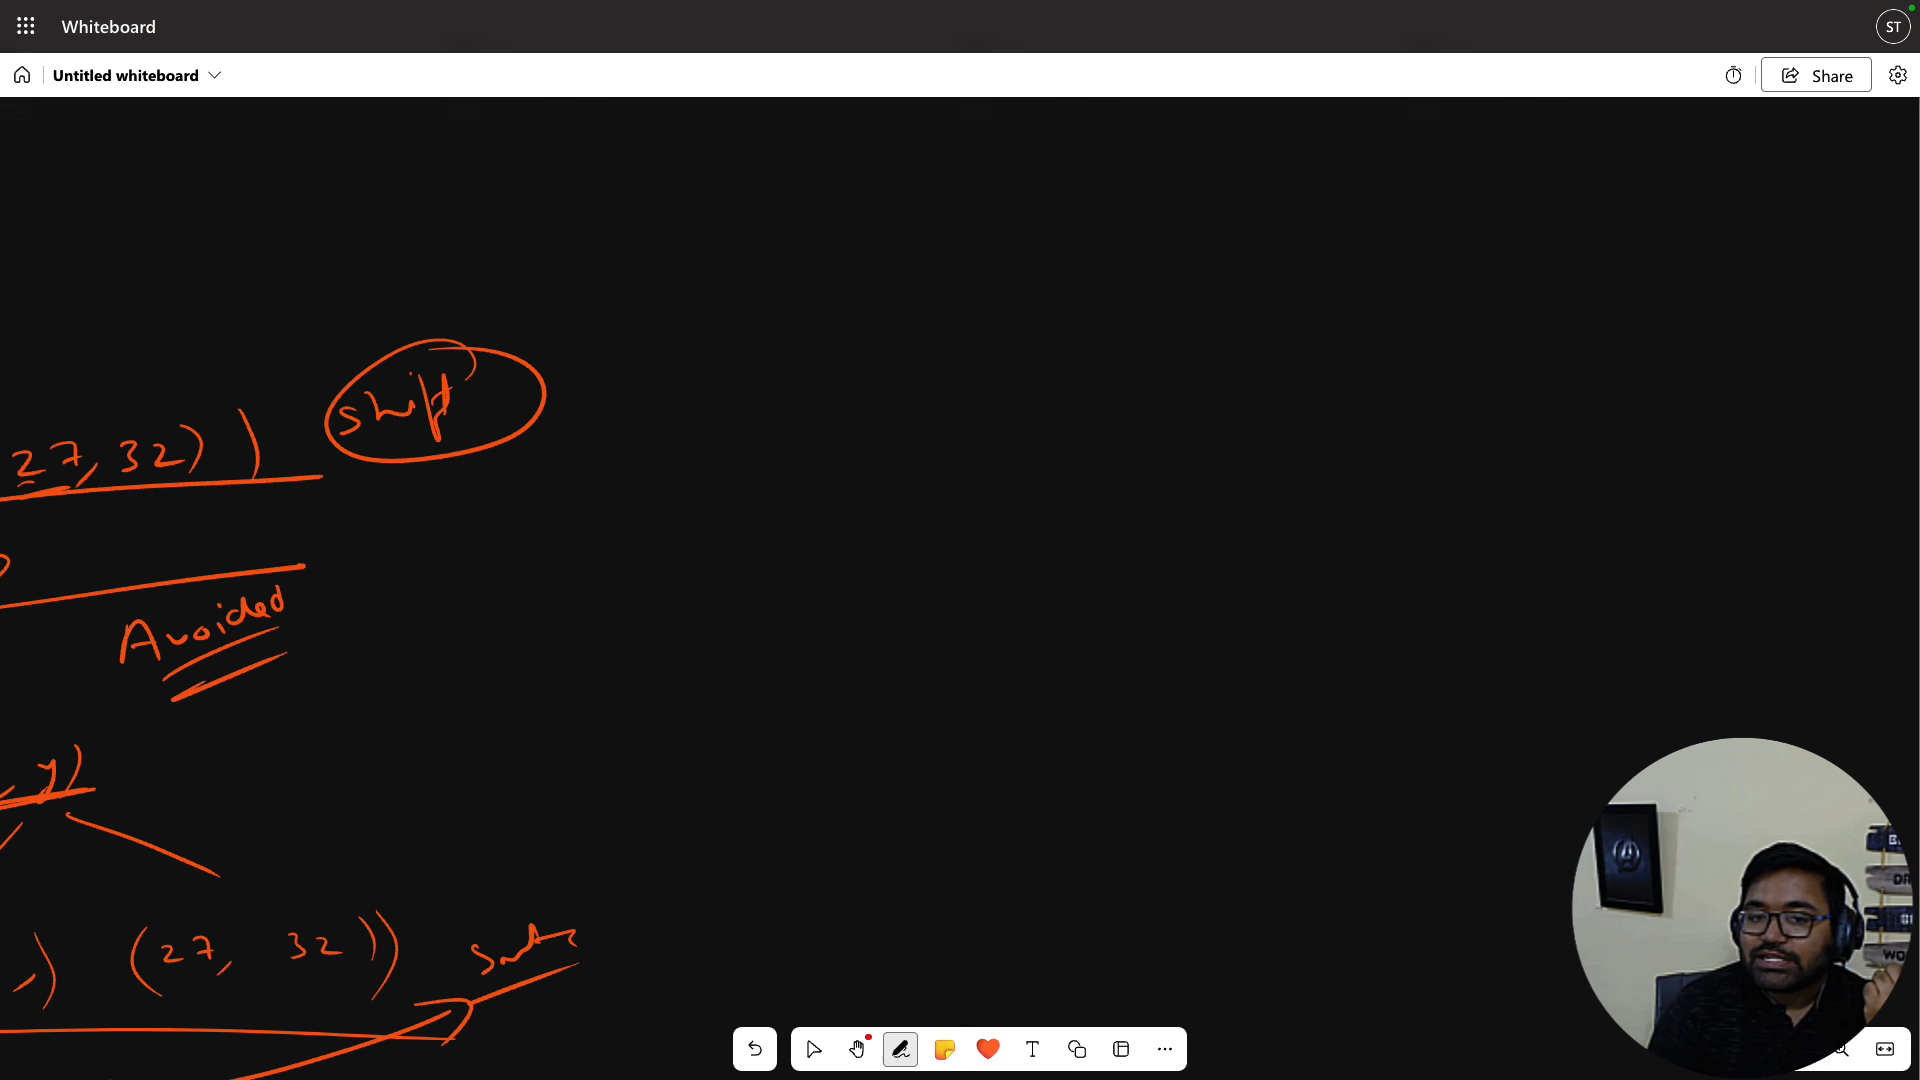 Whiteboard
ST
Untitled whiteboard
Share
shift
27, 32))
Avoided
, y)
,) (27, 32))